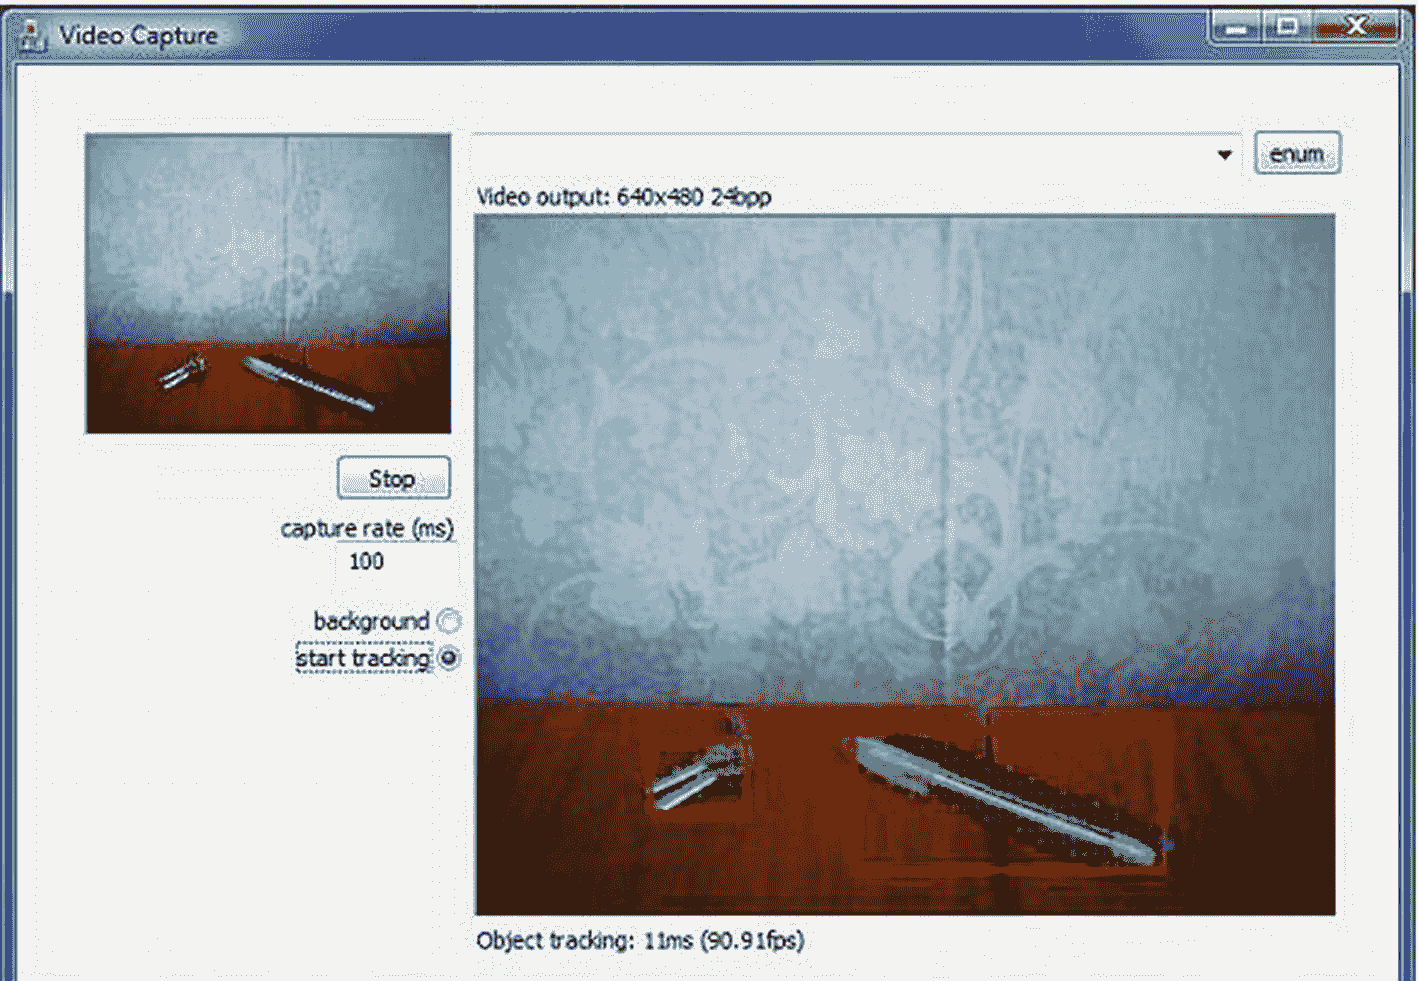 Video Capture
enum
Video output: 640x480 24bpp
Stop
capture rate (ms)
100
background
start tracking
Object tracking: 11ms (90.91fps)